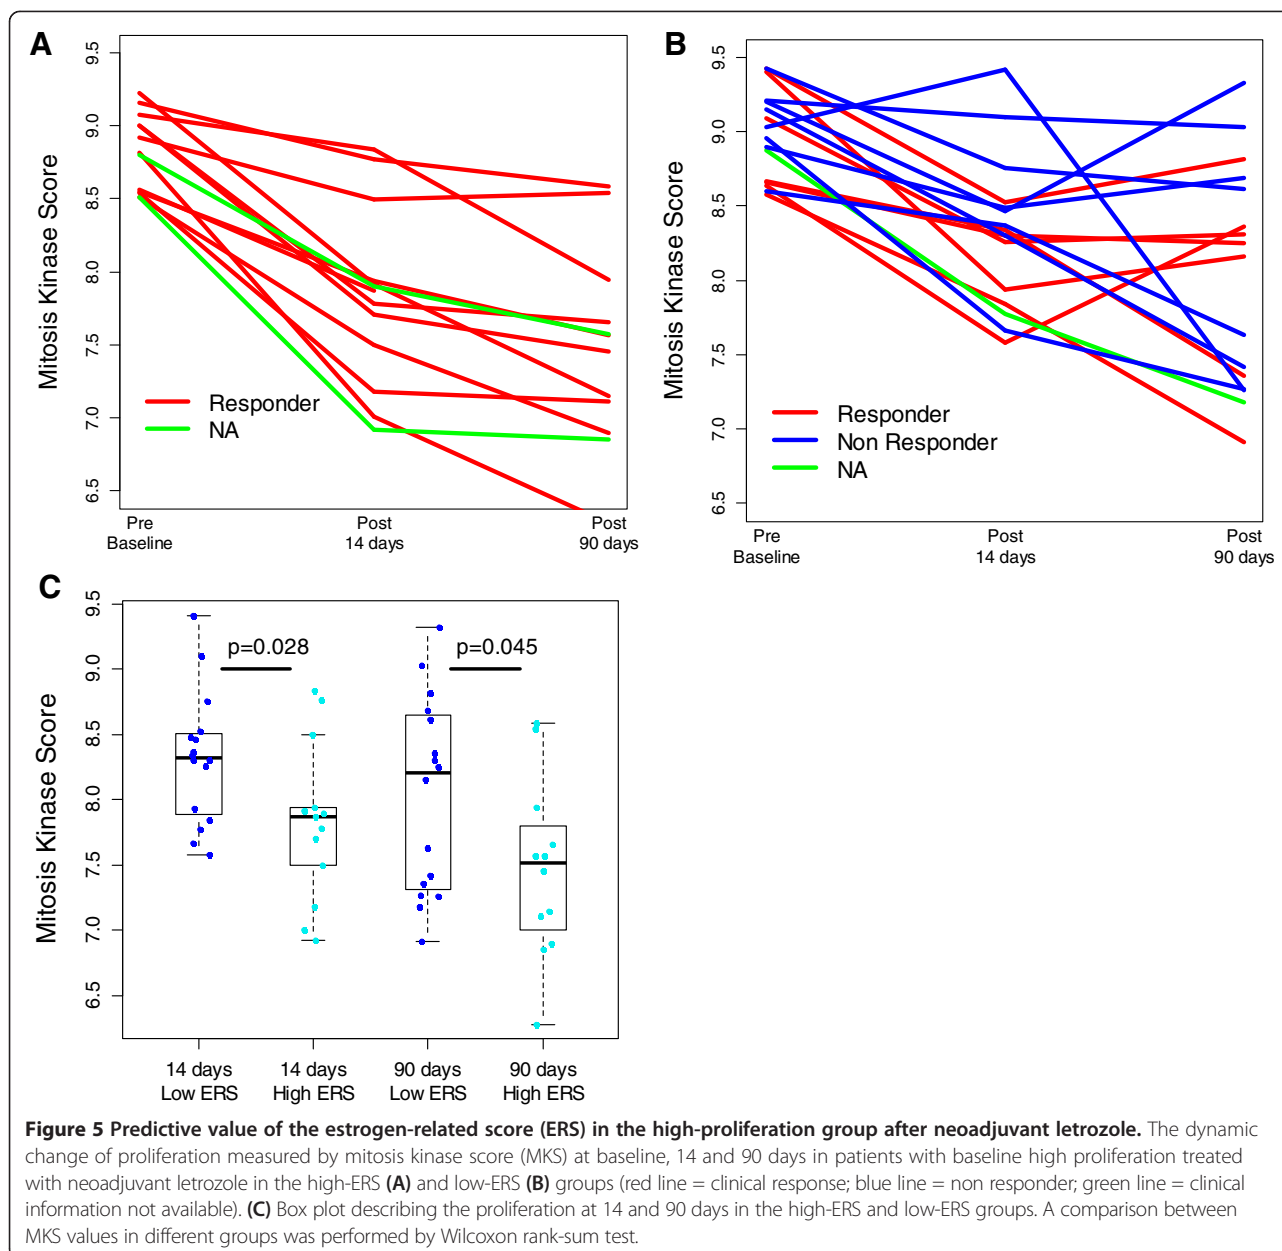 A
Mitosis Kinase Score
9.5
9.0
8.5
8.0
7.5
7.0
6.5
Responder
NA
Pre
Baseline
Post
14 days
Post
90 days
B
Mitosis Kinase Score
9.5
9.0
8.5
8.0
7.5
7.0
6.5
Responder
Non Responder
NA
Pre
Baseline
Post
14 days
Post
90 days
C
Mitosis Kinase Score
9.5
9.0
8.5
8.0
7.5
7.0
6.5
p=0.028
p=0.045
14 days
Low ERS
14 days
High ERS
90 days
Low ERS
90 days
High ERS
Figure 5 Predictive value of the estrogen-related score (ERS) in the high-proliferation group after neoadjuvant letrozole. The dynamic
change of proliferation measured by mitosis kinase score (MKS) at baseline, 14 and 90 days in patients with baseline high proliferation treated
with neoadjuvant letrozole in the high-ERS (A) and low-ERS (B) groups (red line = clinical response; blue line = non responder; green line = clinical
information not available). (C) Box plot describing the proliferation at 14 and 90 days in the high-ERS and low-ERS groups. A comparison between
MKS values in different groups was performed by Wilcoxon rank-sum test.